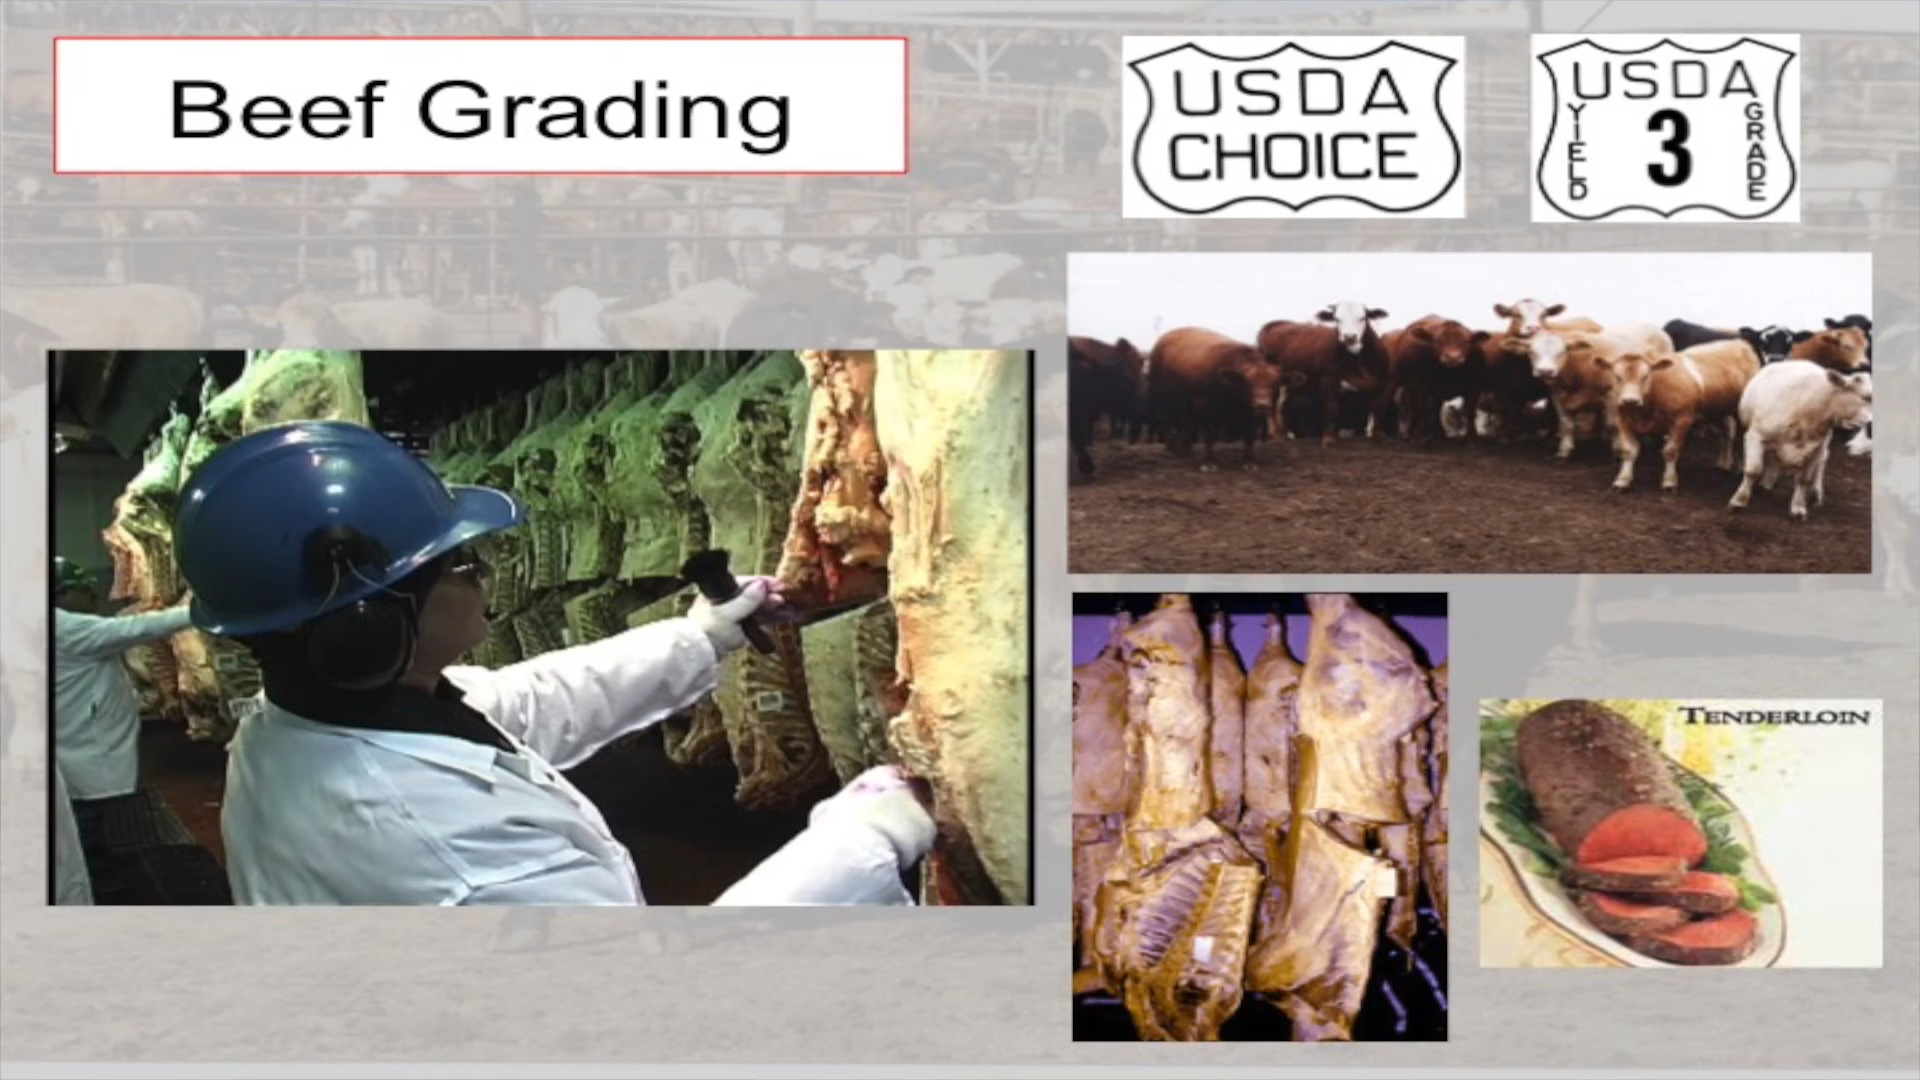 Beef Grading
USDA
CHOICE
USDA
YIELD
3
GRADE
TENDERLOIN